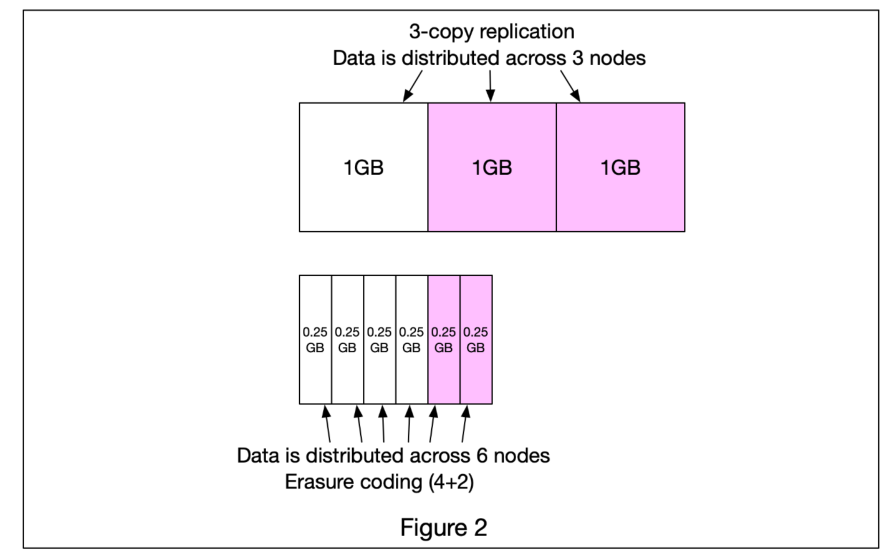 3-copy replication
Data is distributed across 3 nodes
1GB 1GB 1GB
0.25 0.25 0.25 0.25 0.25 0.25
GB GB GB GB GB GB
Data is distributed across 6 nodes
Erasure coding (4+2)
Figure 2